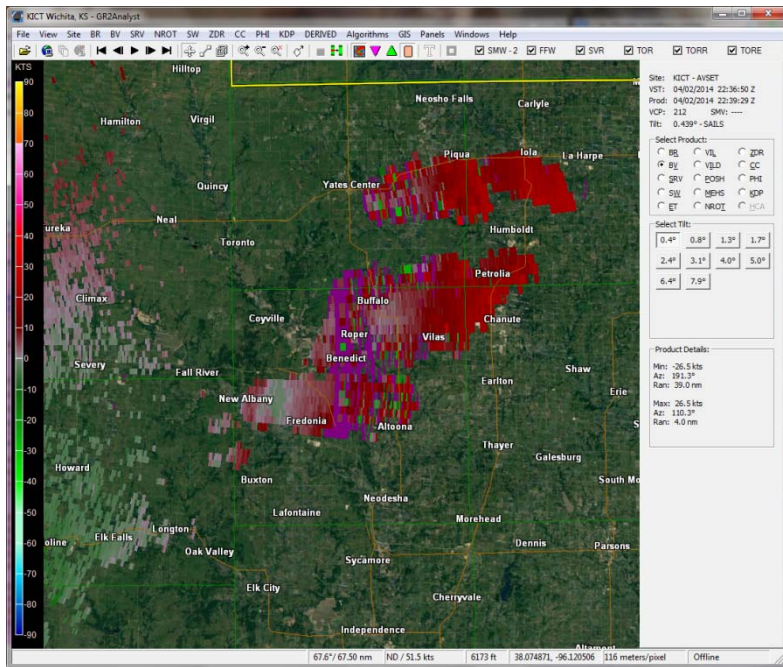 KICT Wichita, KS - GR2Analyst
File View Site BR BV SRV NROT SW ZDR CC PHI KDP DERIVED Algorithms GIS Panels Windows Help
SMW - 2 FFW SVR TOR TORR TORE
KTS
90
80
70
60
50
40
30
20
10
0
-10
-20
-30
-40
-50
-60
-70
-80
-90
Hilltop
Neosho Falls
Carlyle
Hamilton Virgil
Piqua Iola La Harpe
Quincy Yates Center
Neal
ureka
Toronto
Humboldt
Petrolia
Climax
Buffalo
Coyville
Chanute
Roper
Vilas
Benedict
Severy
Fall River
Shaw
Earlton
Erie
New Albany
Fredonia
Altoona
Thayer
Galesburg
Howard
Buxton
South Mo
Neodesha
Lafontaine
Morehead
Longton
Elk Falls
oline
Dennis
Oak Valley
Parsons
Sycamore
Elk City
Cherryvale
Independence
Altamont
Site: KICT - AVSET
VST: 04/02/2014 22:36:50 Z
Prod: 04/02/2014 22:39:29 Z
VCP: 212 SMV: ----
Tilt: 0.439° - SAILS
Select Product:
BR VIL ZDR
BV VILD CC
SRV POSH PHI
SW MEHS KDP
ET NROT HCA
Select Tilt:
0.4° 0.8° 1.3° 1.7°
2.4° 3.1° 4.0° 5.0°
6.4° 7.9°
Product Details:
Min: -26.5 kts
Az: 191.3°
Ran: 39.0 nm
Max: 26.5 kts
Az: 110.3°
Ran: 4.0 nm
67.6°/ 67.50 nm ND / 51.5 kts 6173 ft 38.074871, -96.120506 116 meters/pixel Offline